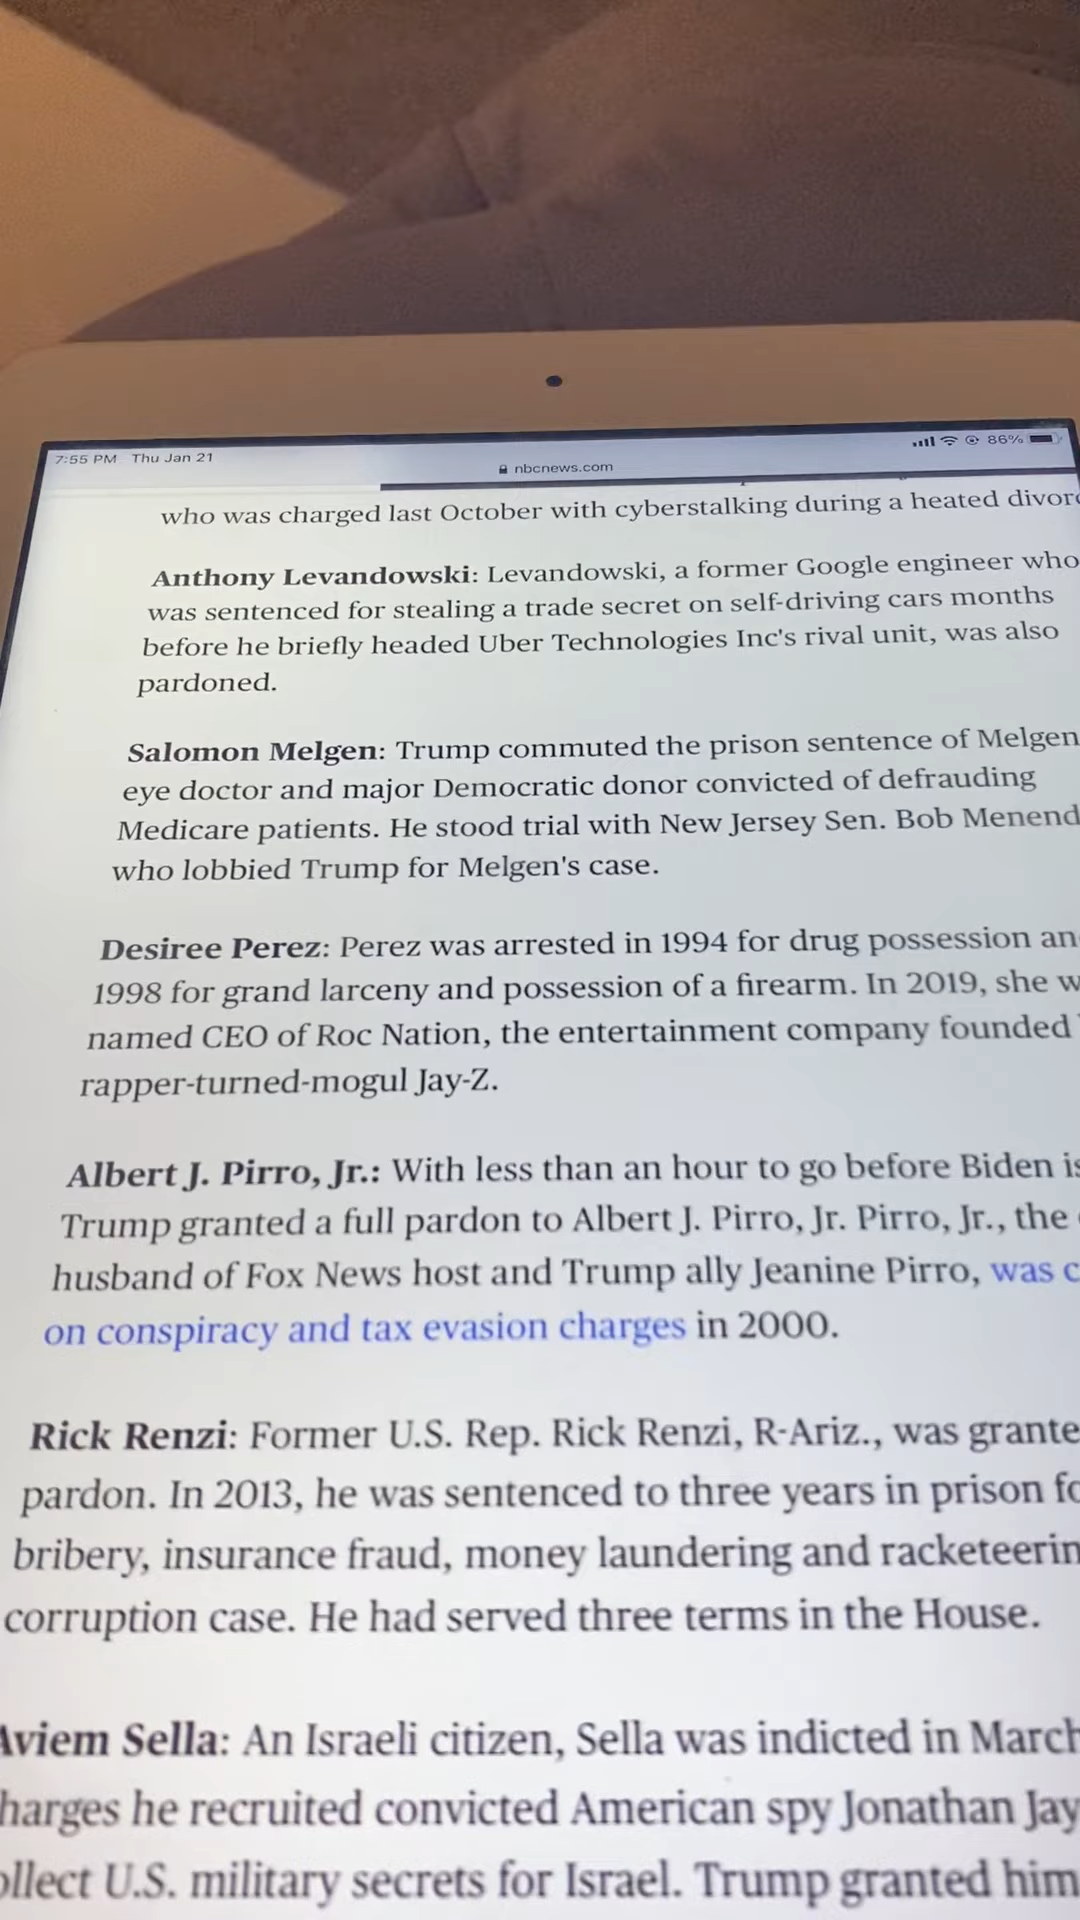 7:55 PM Thu Jan 21
86%
nbcnews.com
who was charged last October with cyberstalking during a heated
Anthony Levandowski: Levandowski, a former Google engineer who
was sentenced for stealing a trade secret on self-driving cars months
before he briefly headed Uber Technologies Inc's rival unit, was also
pardoned.
Salomon Melgen: Trump commuted the prison sentence of Melgen
eye doctor and major Democratic donor convicted of defrauding
Medicare patients. He stood trial with New Jersey Sen. Bob
who lobbied Trump for Melgen's case.
Desiree Perez: Perez was arrested in 1994 for drug possession
1998 for grand larceny and possession of a firearm. In 2019, she
named CEO of Roc Nation, the entertainment company founded
rapper-turned-mogul Jay-Z.
Albert J. Pirro, Jr.: With less than an hour to go before Biden
Trump granted a full pardon to Albert J. Pirro, Jr. Pirro, Jr., the
husband of Fox News host and Trump ally Jeanine Pirro, was
on conspiracy and tax evasion charges in 2000.
Rick Renzi: Former U.S. Rep. Rick Renzi, R-Ariz., was
pardon. In 2013, he was sentenced to three years in prison
bribery, insurance fraud, money laundering and
corruption case. He had served three terms in the House.
Aviem Sella: An Israeli citizen, Sella was indicted in March
he recruited convicted American spy Jonathan Jay
U.S. military secrets for Israel. Trump granted him